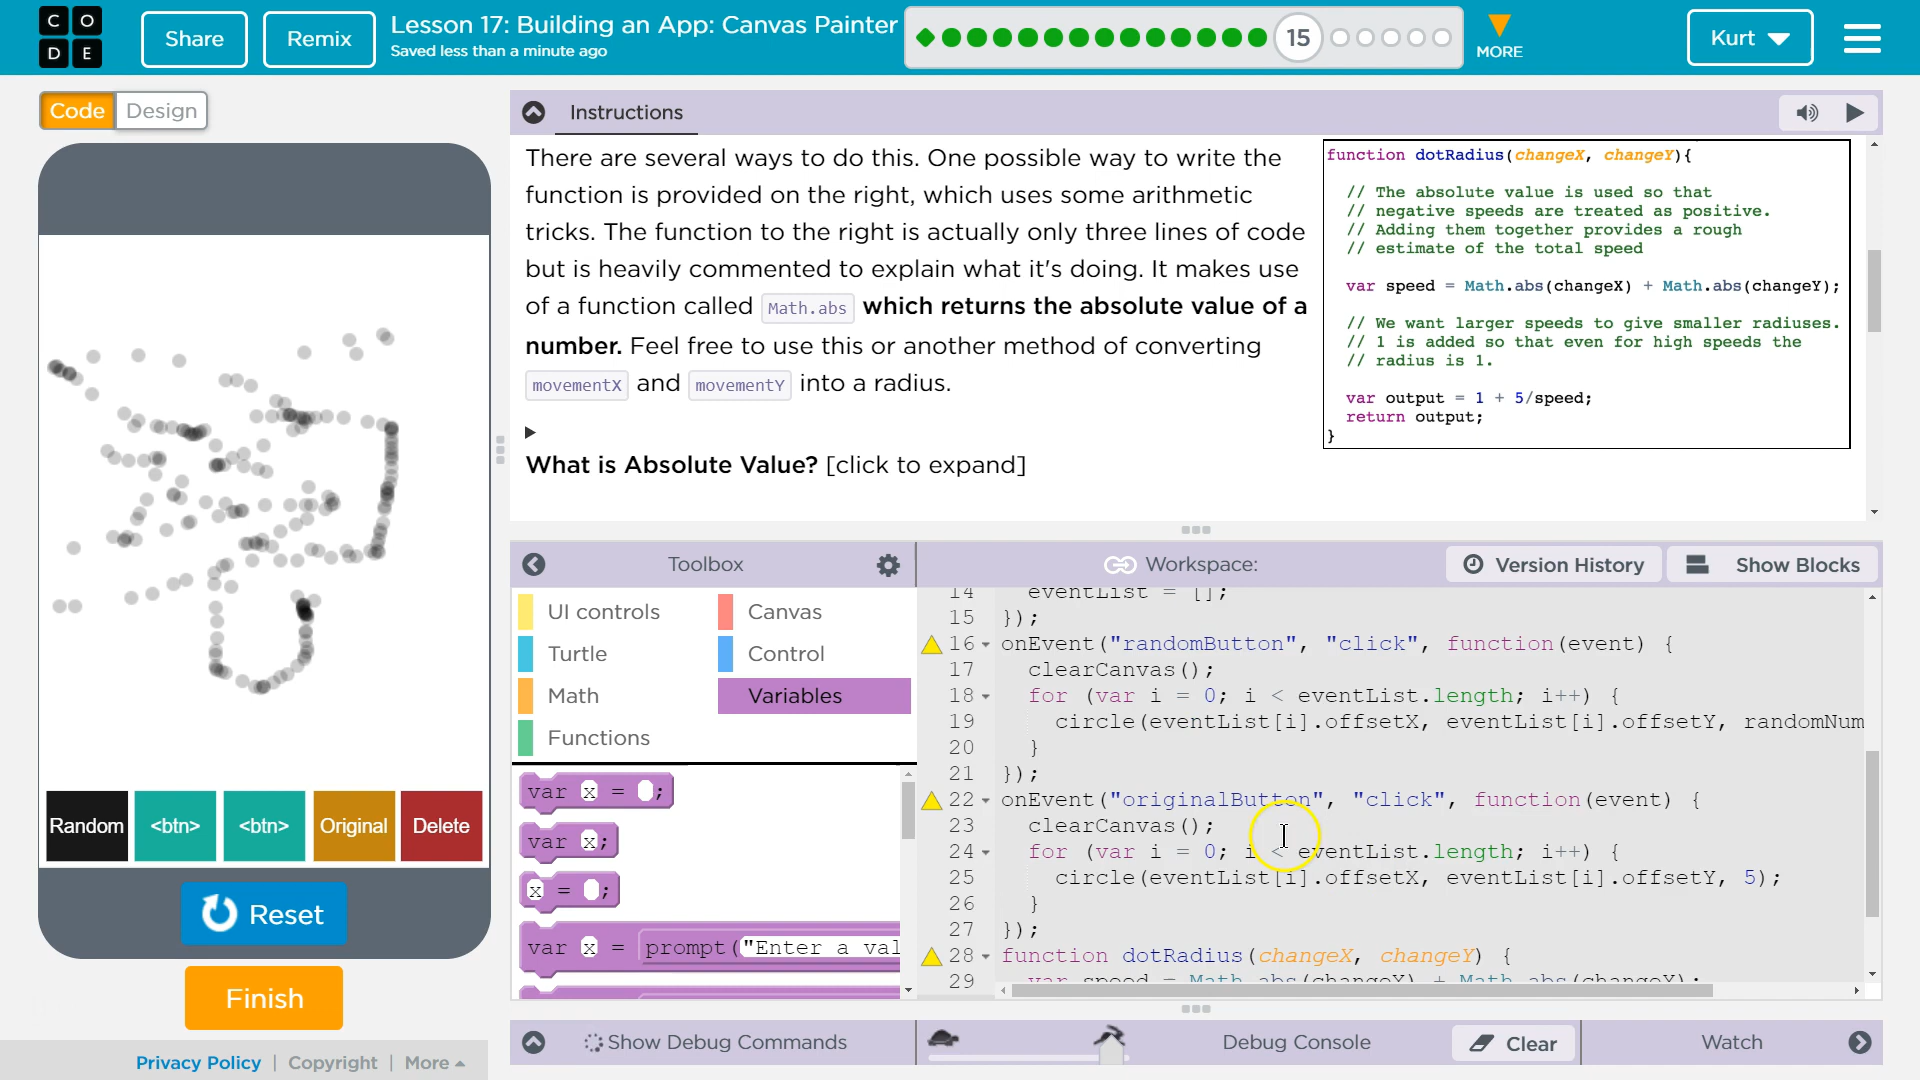 C O
D E
Share
Remix
Lesson 17: Building an App: Canvas Painter
Saved less than a minute ago
15
MORE
Kurt
Code
Design
Instructions
There are several ways to do this. One possible way to write the
function is provided on the right, which uses some arithmetic
tricks. The function to the right is actually only three lines of code
but is heavily commented to explain what it's doing. It makes use
of a function called Math.abs which returns the absolute value of a
number. Feel free to use this or another method of converting
movementX and movementY into a radius.
What is Absolute Value? [click to expand]
function dotRadius(changeX, changeY){
// The absolute value is used so that
// negative speeds are treated as positive.
// Adding them together provides a rough
// estimate of the total speed
var speed = Math.abs(changeX) + Math.abs(changeY);
// We want larger speeds to give smaller radiuses.
// 1 is added so that even for high speeds the
// radius is 1.
var output = 1 + 5/speed;
return output;
}
Random
<btn>
<btn>
Original
Delete
Reset
Finish
Privacy Policy | Copyright | More
Toolbox
UI controls
Canvas
Turtle
Control
Math
Variables
Functions
var x = ;
var x;
x = ;
var x = prompt("Enter a val
Workspace:
Version History
Show Blocks
14 eventList = [];
15 });
16 onEvent("randomButton", "click", function(event) {
17 clearCanvas();
18 for (var i = 0; i < eventList.length; i++) {
19 circle(eventList[i].offsetX, eventList[i].offsetY, randomNum
20 }
21 });
22 onEvent("originalButton", "click", function(event) {
23 clearCanvas();
24 for (var i = 0; i < eventList.length; i++) {
25 circle(eventList[i].offsetX, eventList[i].offsetY, 5);
26 }
27 });
28 function dotRadius(changeX, changeY) {
29 var speed = Math.abs(changeX) + Math.abs(changeY);
Show Debug Commands
Debug Console
Clear
Watch